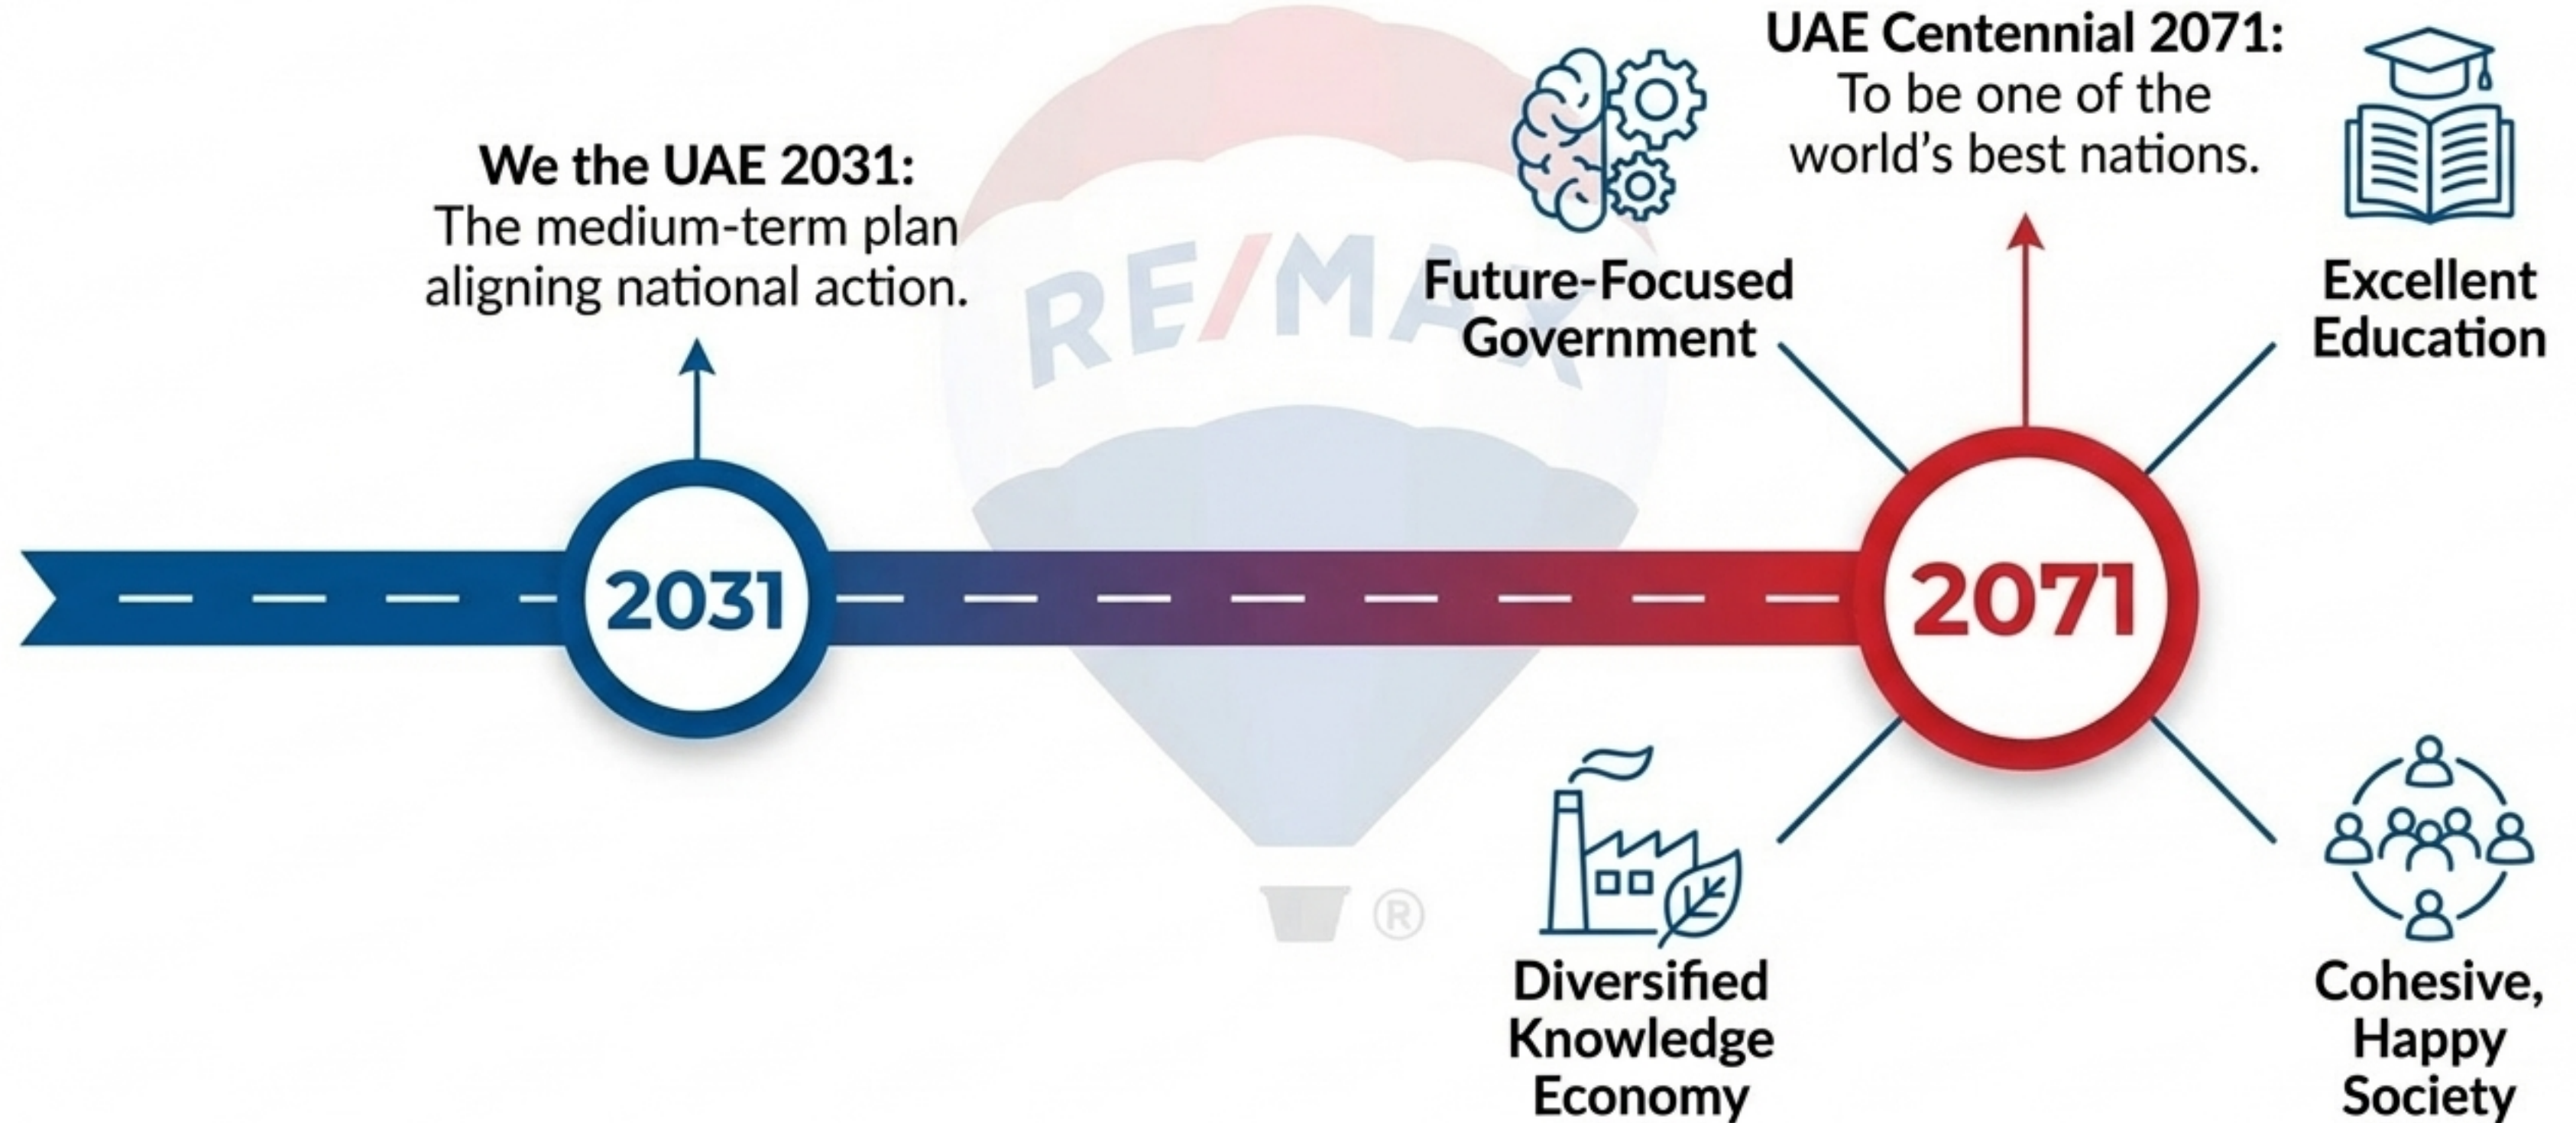 We the UAE 2031:
The medium-term plan
aligning national action.
2031
RE/MAX
®
UAE Centennial 2071:
To be one of the
world's best nations.
2071
Future-Focused
Government
Excellent
Education
Diversified
Knowledge
Economy
Cohesive,
Happy
Society